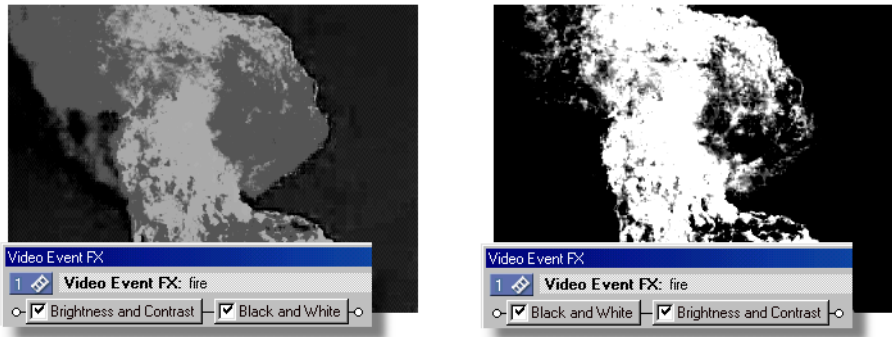 Video Event FX
1 Video Event FX: fire
Brightness and Contrast Black and White
Video Event FX
1 Video Event FX: fire
Black and White Brightness and Contrast